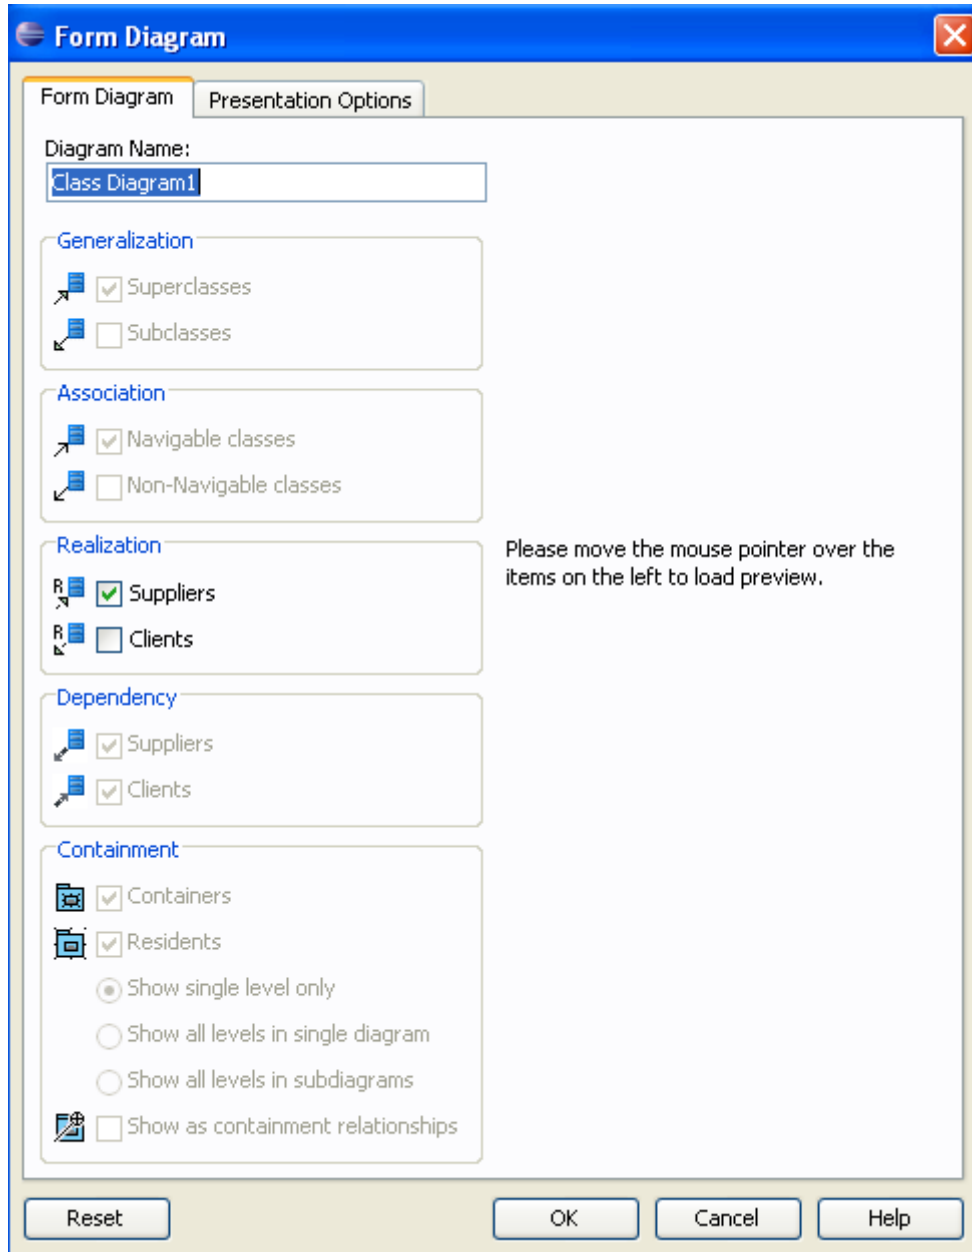 Form Diagram
Form Diagram
Presentation Options
Diagram Name:
Class Diagram1
Generalization
Superclasses
Subclasses
Association
Navigable classes
Non-Navigable classes
Realization
R
Suppliers
R
Clients
Please move the mouse pointer over the
items on the left to load preview.
Dependency
Suppliers
Clients
Containment
Containers
Residents
Show single level only
Show all levels in single diagram
Show all levels in subdiagrams
Show as containment relationships
Reset
OK
Cancel
Help